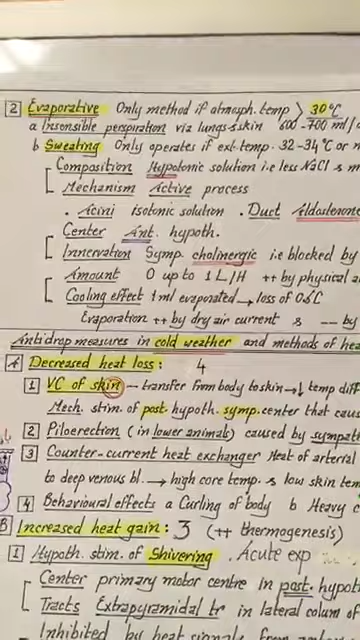 2 Evaporative Only method if atmosph. temp > 30°C
a Insensible perspiration via lungs & skin 600-700 ml/
b Sweating Only operates if ext. temp. 32-34°C or
Composition Hypotonic solution i.e less NaCl &
Mechanism Active process
. Acini isotonic solution . Duct Aldosterone
Center Ant. hypoth.
Innervation Symp. cholinergic i.e blocked by
Amount 0 up to 1 L/H ++ by physical a
Cooling effect 1 ml evaporated → loss of
Evaporation ++ by dry air current & -- by
Antidrop measures in cold weather and methods of hea
A Decreased heat loss: 4
1 VC of skin — transfer from body to skin → ↓ temp diff
Mech. stim. of post. hypoth. symp. center that caus
2 Piloerection (in lower animals) caused by sympat
3 Counter-current heat exchanger Heat of arterial
to deep venous bl. → high core temp. & low skin tem
4 Behavioural effects a Curling of body b Heavy c
B Increased heat gain: 3 (++ thermogenesis)
1 Hypoth. stim. of Shivering . Acute exp
Center primary motor centre in post. hypot
Tracts Extrapyramidal tr in lateral colum of
Inhibited by heat signals from